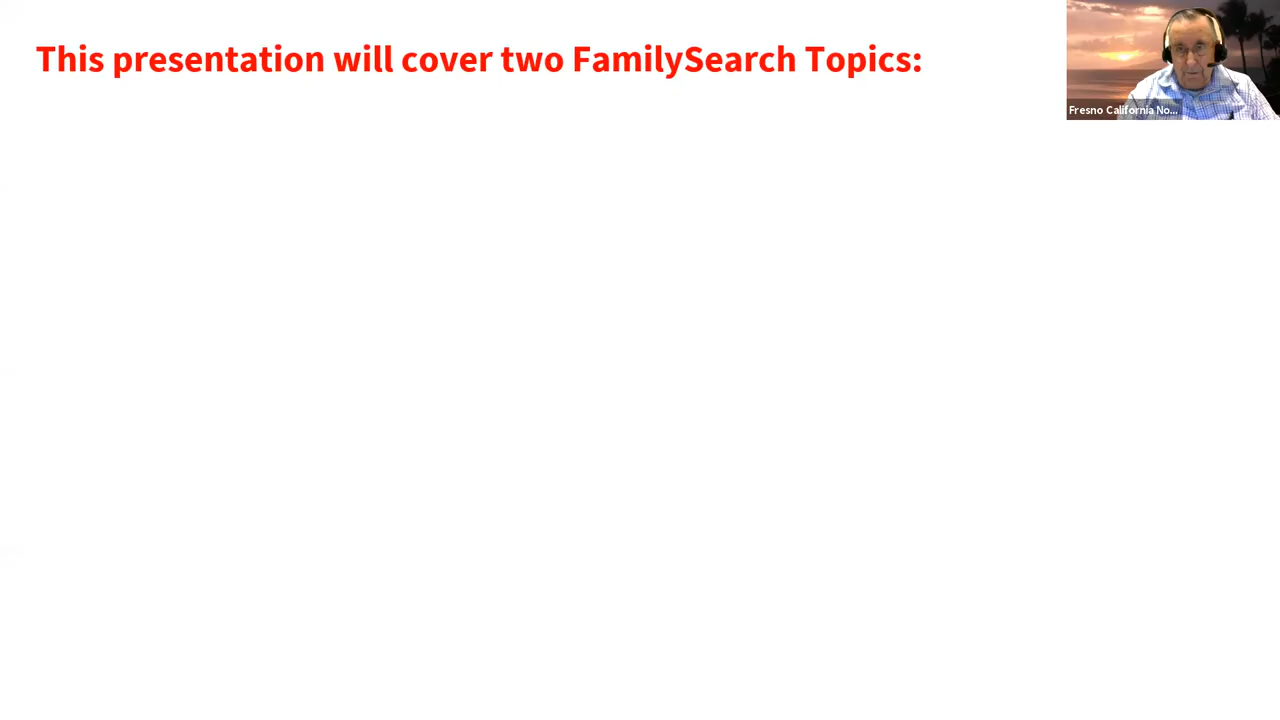 This presentation will cover two FamilySearch Topics:
Fresno California No...